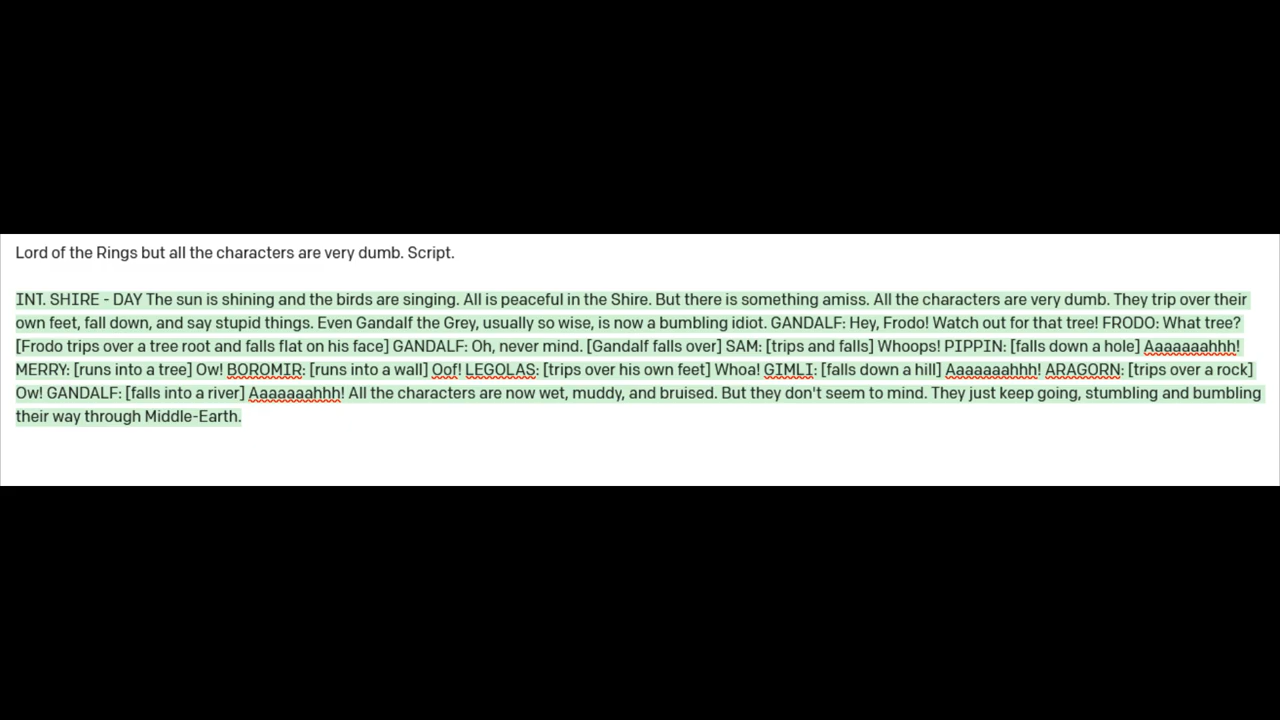 Lord of the Rings but all the characters are very dumb. Script.
INT. SHIRE - DAY The sun is shining and the birds are singing. All is peaceful in the Shire. But there is something amiss. All the characters are very dumb. They trip over their
own feet, fall down, and say stupid things. Even Gandalf the Grey, usually so wise, is now a bumbling idiot. GANDALF: Hey, Frodo! Watch out for that tree! FRODO: What tree?
[Frodo trips over a tree root and falls flat on his face] GANDALF: Oh, never mind. [Gandalf falls over] SAM: [trips and falls] Whoops! PIPPIN: [falls down a hole] Aaaaaaahhh!
MERRY: [runs into a tree] Ow! BOROMIR: [runs into a wall] Oof! LEGOLAS: [trips over his own feet] Whoa! GIMLI: [falls down a hill] Aaaaaaahhh! ARAGORN: [trips over a rock]
Ow! GANDALF: [falls into a river] Aaaaaaahhh! All the characters are now wet, muddy, and bruised. But they don't seem to mind. They just keep going, stumbling and bumbling
their way through Middle-Earth.